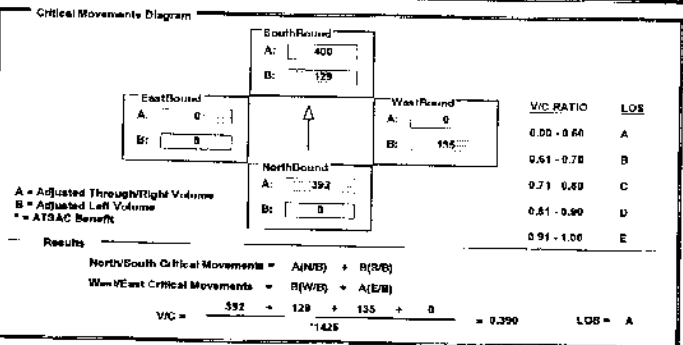 Critical Movements Diagram
SouthBound
A: 400
B: 129
EastBound
A: 0
B: 0
WestBound
A: 0
B: 135
NorthBound
A: 392
B: 0
V/C RATIO LOS
0.00 - 0.60 A
0.61 - 0.70 B
0.71 - 0.80 C
0.81 - 0.90 D
0.91 - 1.00 E
A = Adjusted Through/Right Volume
B = Adjusted Left Volume
* = ATSAC Benefit
Results
North/South Critical Movements = A(N/B) + B(S/B)
West/East Critical Movements = B(W/B) + A(E/B)
V/C = 392 + 129 + 135 + 0 = 0.390 LOS = A
*1425